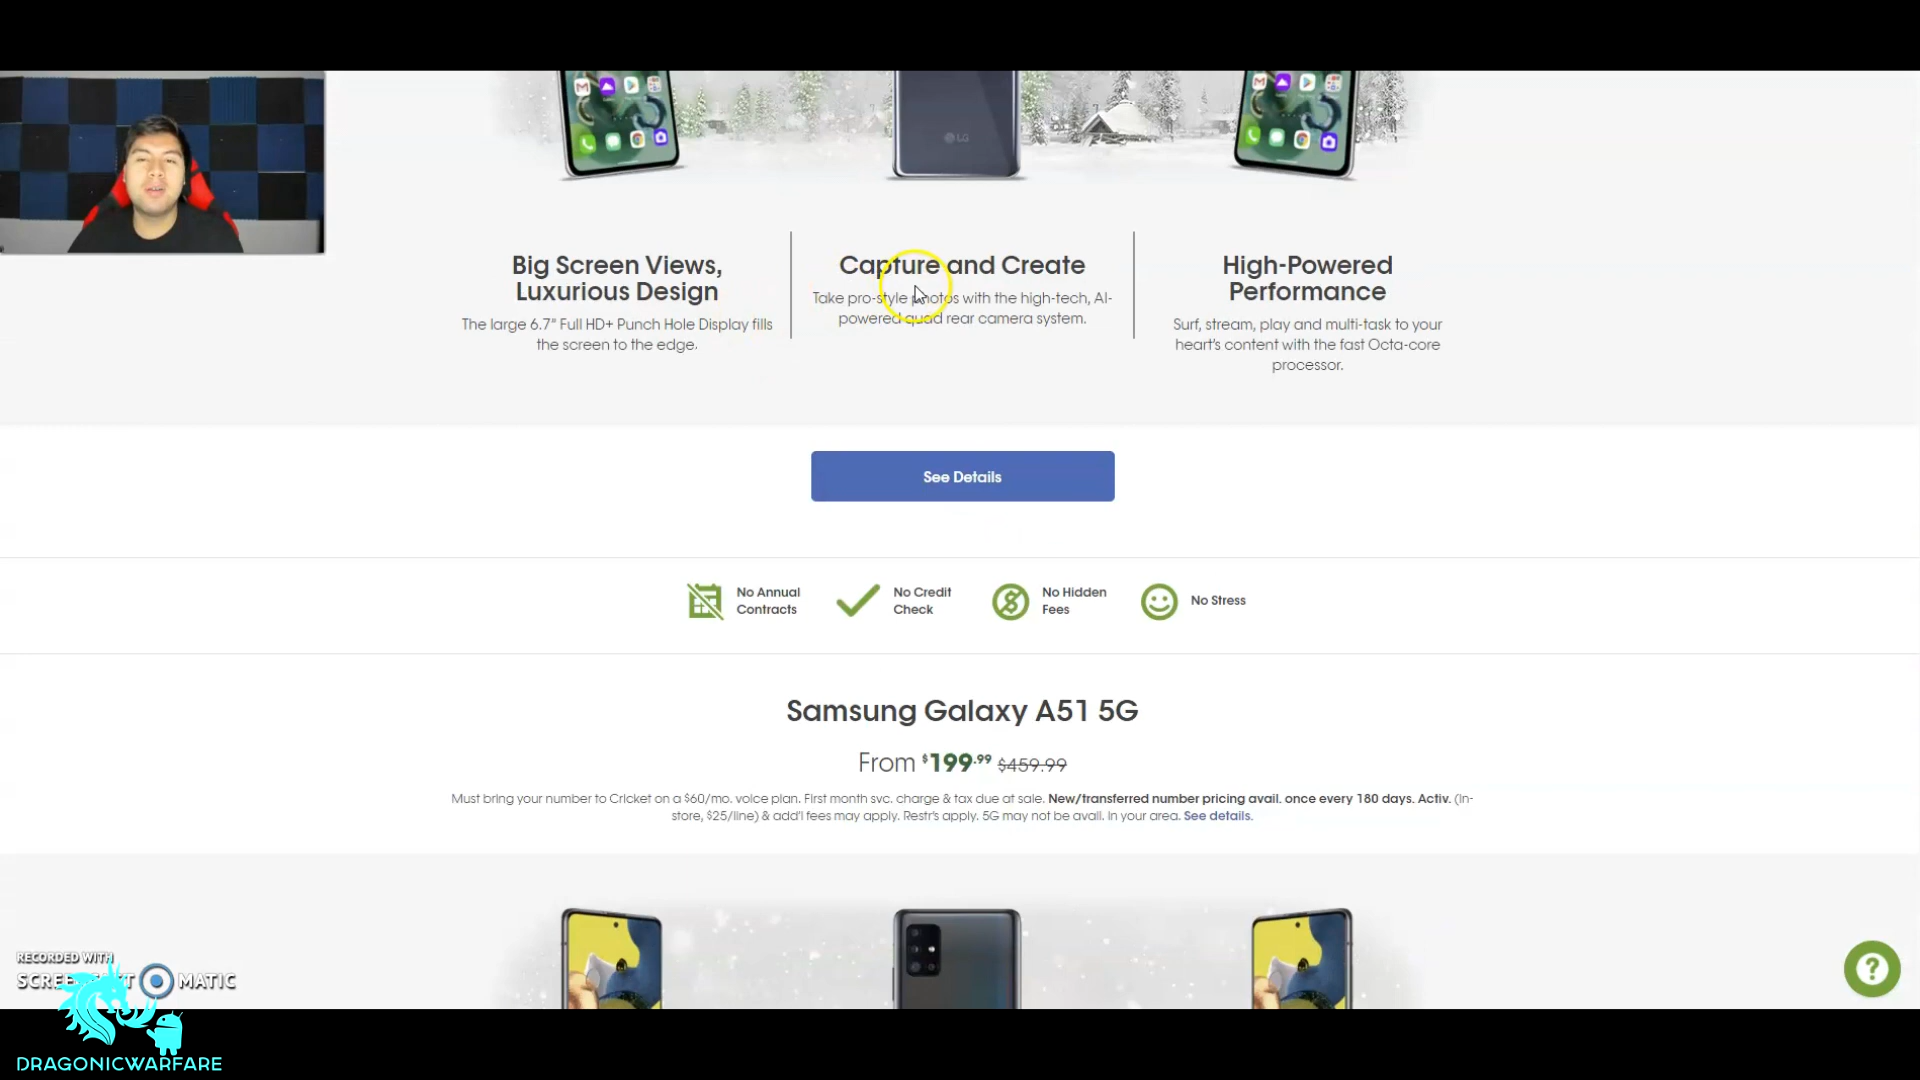 LG
Big Screen Views,
Luxurious Design
The large 6.7" Full HD+ Punch Hole Display fills
the screen to the edge.
Capture and Create
Take pro-style photos with the high-tech, AI-
powered quad rear camera system.
High-Powered
Performance
Surf, stream, play and multi-task to your
heart's content with the fast Octa-core
processor.
See Details
No Annual
Contracts
No Credit
Check
No Hidden
Fees
No Stress
Samsung Galaxy A51 5G
From $199.99 $459.99
Must bring your number to Cricket on a $60/mo. voice plan. First month svc. charge & tax due at sale. New/transferred number pricing avail. once every 180 days. Activ. (In-
store, $25/line) & add'l fees may apply. Restr's apply. 5G may not be avail. in your area. See details.
RECORDED WITH
MATIC
DRAGONICWARFARE